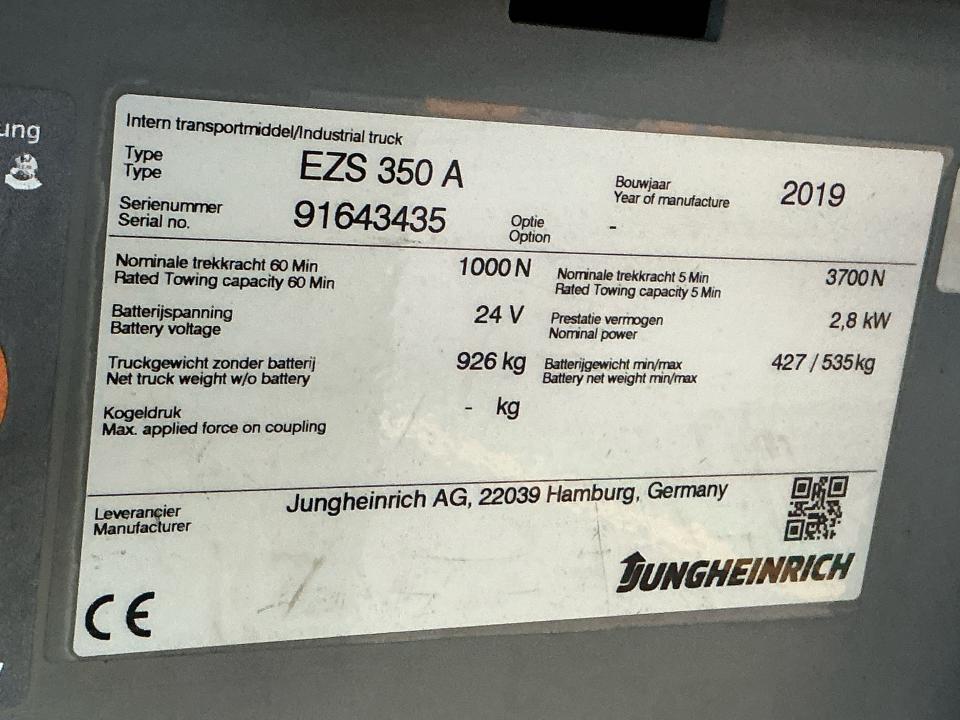 ung
Intern transportmiddel/Industrial truck
Type
Type
EZS 350 A
Bouwjaar
Year of manufacture
2019
Serienummer
Serial no.
91643435
Optie
Option
-
Nominale trekkracht 60 Min
Rated Towing capacity 60 Min
1000 N
Nominale trekkracht 5 Min
Rated Towing capacity 5 Min
3700 N
Batterijspanning
Battery voltage
24 V
Prestatie vermogen
Nominal power
2,8 kW
Truckgewicht zonder batterij
Net truck weight w/o battery
926 kg
Batterijgewicht min/max
Battery net weight min/max
427 / 535 kg
Kogeldruk
Max. applied force on coupling
- kg
Leverancier
Manufacturer
Jungheinrich AG, 22039 Hamburg, Germany
JUNGHEINRICH
CE